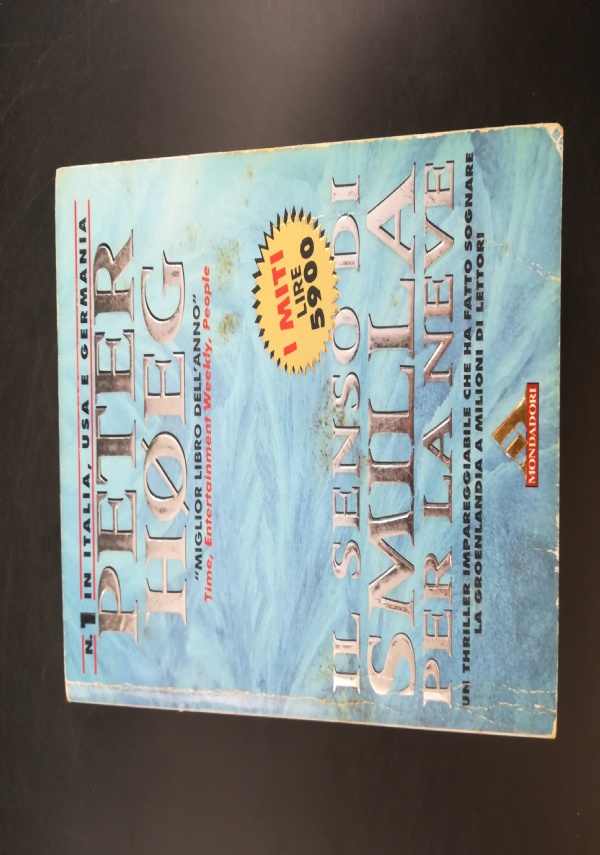 N. 1 IN ITALIA, USA E GERMANIA
PETER
HØEG
"MIGLIOR LIBRO DELL'ANNO"
Time, Entertainment Weekly, People
I MITI
LIRE
5900
IL SENSO DI
SMILLA
PER LA NEVE
UN THRILLER IMPAREGGIABILE CHE HA FATTO SOGNARE
LA GROENLANDIA A MILIONI DI LETTORI
MONDADORI